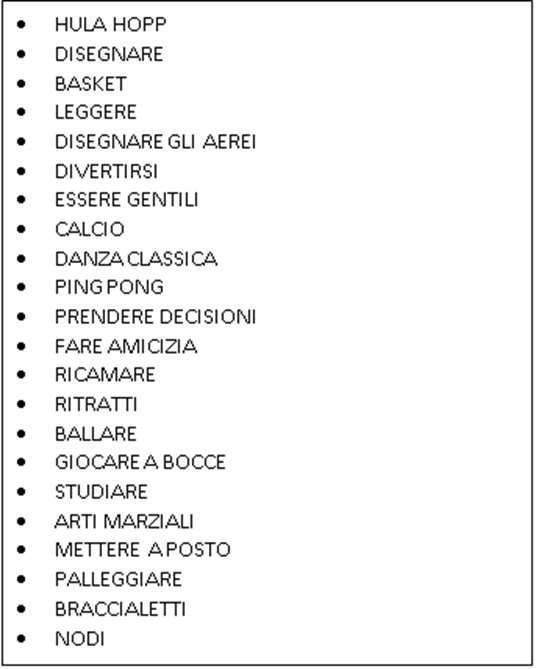 • HULA HOPP
• DISEGNARE
• BASKET
• LEGGERE
• DISEGNARE GLI AEREI
• DIVERTIRSI
• ESSERE GENTILI
• CALCIO
• DANZA CLASSICA
• PING PONG
• PRENDERE DECISIONI
• FARE AMICIZIA
• RICAMARE
• RITRATTI
• BALLARE
• GIOCARE A BOCCE
• STUDIARE
• ARTI MARZIALI
• METTERE A POSTO
• PALLEGGIARE
• BRACCIALETTI
• NODI